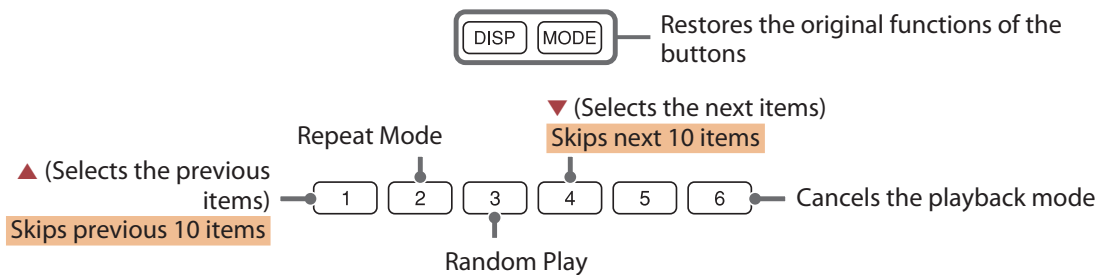 DISP MODE
Restores the original functions of the
buttons
▼ (Selects the next items)
Skips next 10 items
Repeat Mode
▲ (Selects the previous
items)
Skips previous 10 items
1 2 3 4 5 6
Cancels the playback mode
Random Play